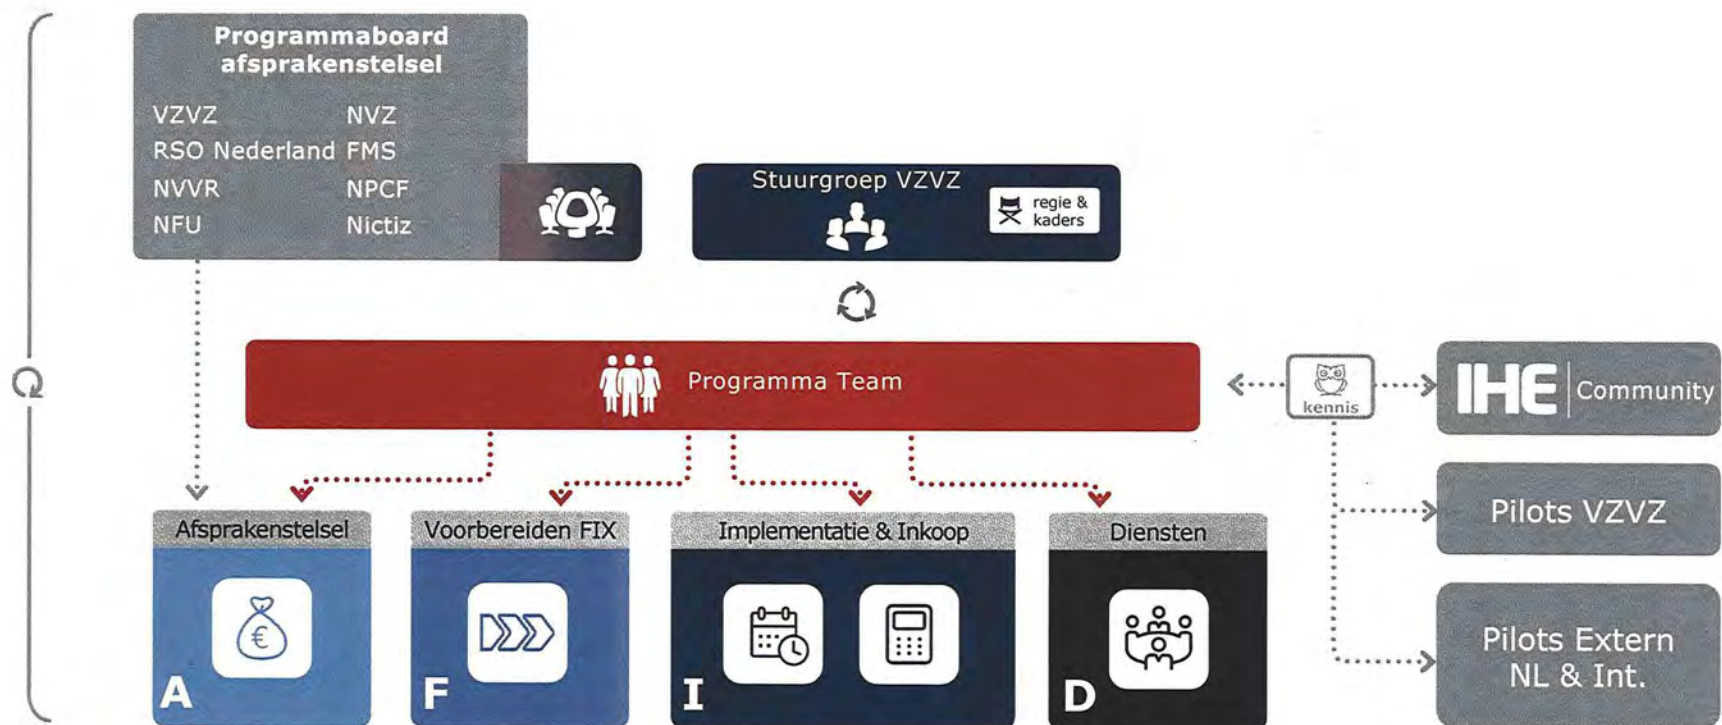 Programmaboard
afsprakenstelsel
VZVZ NVZ
RSO Nederland FMS
NVVR NPCF
NFU Nictiz
Stuurgroep VZVZ
regie &
kaders
Programma Team
kennis
IHE Community
Pilots VZVZ
Pilots Extern
NL & Int.
Afsprakenstelsel
€
A
Voorbereiden FIX
F
Implementatie & Inkoop
I
Diensten
D